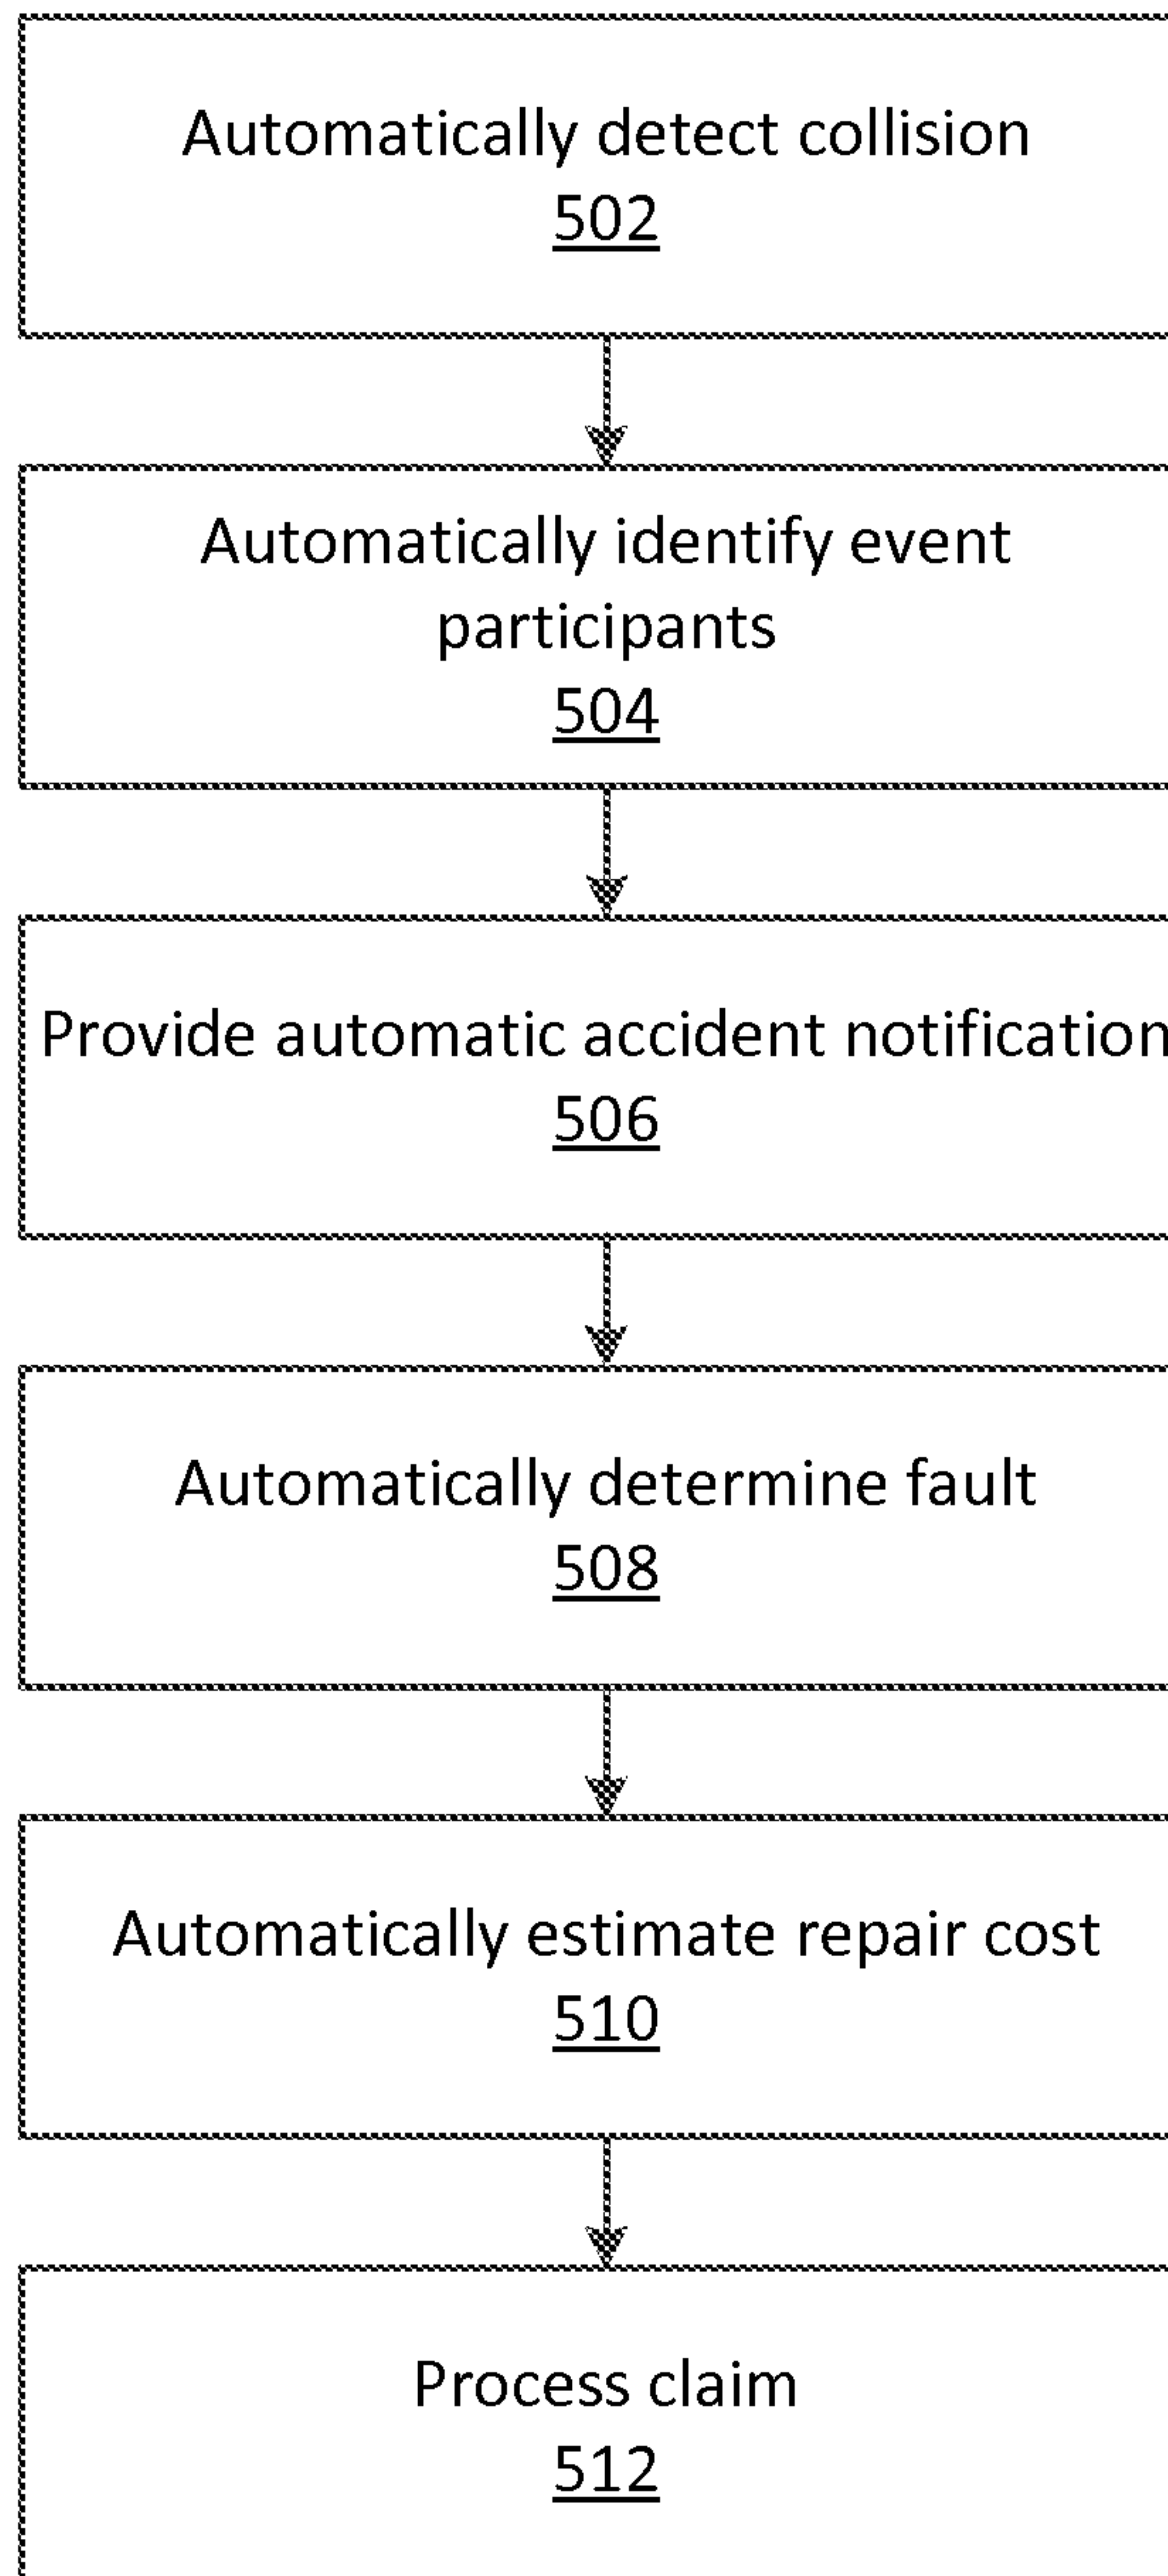 Automatically detect collision
502
Automatically identify event
participants
504
Provide automatic accident notification
506
Automatically determine fault
508
Automatically estimate repair cost
510
Process claim
512